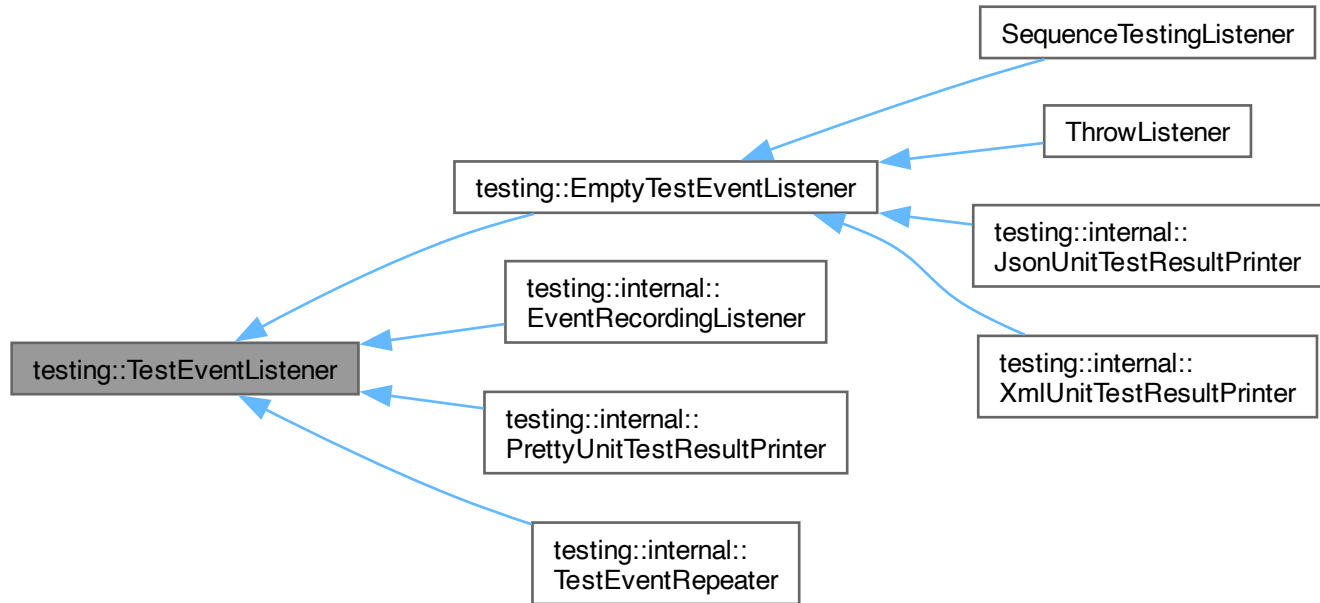 SequenceTestingListener
ThrowListener
testing::EmptyTestEventListener
testing::internal::
JsonUnitTestResultPrinter
testing::internal::
EventRecordingListener
testing::TestEventListener
testing::internal::
XmlUnitTestResultPrinter
testing::internal::
PrettyUnitTestResultPrinter
testing::internal::
TestEventRepeater